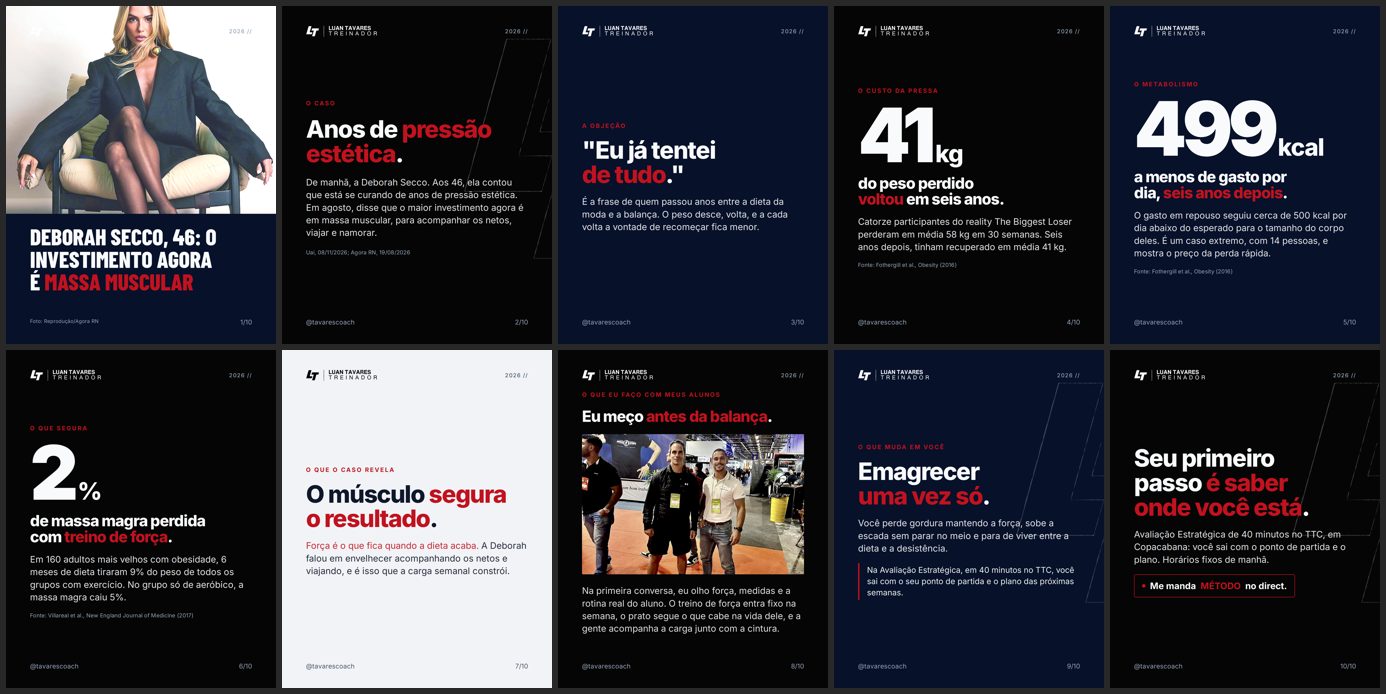 2026 //
DEBORAH SECCO, 46: O
INVESTIMENTO AGORA
É MASSA MUSCULAR
Foto: Reprodução/Agora RN
1/10
LT LUAN TAVARES
TREINADOR
2026 //
O CASO
Anos de pressão
estética.
De manhã, a Deborah Secco. Aos 46, ela contou
que está se curando de anos de pressão estética.
Em agosto, disse que o maior investimento agora é
em massa muscular, para acompanhar os netos,
viajar e namorar.
Uai, 08/11/2026; Agora RN, 19/08/2026
@tavarescoach
2/10
LT LUAN TAVARES
TREINADOR
2026 //
A OBJEÇÃO
"Eu já tentei
de tudo."
É a frase de quem passou anos entre a dieta da
moda e a balança. O peso desce, volta, e a cada
volta a vontade de recomeçar fica menor.
@tavarescoach
3/10
LT LUAN TAVARES
TREINADOR
2026 //
O CUSTO DA PRESSA
41kg
do peso perdido
voltou em seis anos.
Catorze participantes do reality The Biggest Loser
perderam em média 58 kg em 30 semanas. Seis
anos depois, tinham recuperado em média 41 kg.
Fonte: Fothergill et al., Obesity (2016)
@tavarescoach
4/10
LT LUAN TAVARES
TREINADOR
2026 //
O METABOLISMO
499kcal
a menos de gasto por
dia, seis anos depois.
O gasto em repouso seguiu cerca de 500 kcal por
dia abaixo do esperado para o tamanho do corpo
deles. É um caso extremo, com 14 pessoas, e
mostra o preço da perda rápida.
Fonte: Fothergill et al., Obesity (2016)
@tavarescoach
5/10
LT LUAN TAVARES
TREINADOR
2026 //
O QUE SEGURA
2%
de massa magra perdida
com treino de força.
Em 160 adultos mais velhos com obesidade, 6
meses de dieta tiraram 9% do peso de todos os
grupos com exercício. No grupo só de aeróbico, a
massa magra caiu 5%.
Fonte: Villareal et al., New England Journal of Medicine (2017)
@tavarescoach
6/10
LT LUAN TAVARES
TREINADOR
2026 //
O QUE O CASO REVELA
O músculo segura
o resultado.
Força é o que fica quando a dieta acaba. A Deborah
falou em envelhecer acompanhando os netos e
viajando, e é isso que a carga semanal constrói.
@tavarescoach
7/10
LT LUAN TAVARES
TREINADOR
2026 //
O QUE EU FAÇO COM MEUS ALUNOS
Eu meço antes da balança.
Na primeira conversa, eu olho força, medidas e a
rotina real do aluno. O treino de força entra fixo na
semana, o prato segue o que cabe na vida dele, e a
gente acompanha a carga junto com a cintura.
@tavarescoach
8/10
LT LUAN TAVARES
TREINADOR
2026 //
O QUE MUDA EM VOCÊ
Emagrecer
uma vez só.
Você perde gordura mantendo a força, sobe a
escada sem parar no meio e para de viver entre a
dieta e a desistência.
Na Avaliação Estratégica, em 40 minutos no TTC, você
sai com o seu ponto de partida e o plano das próximas
semanas.
@tavarescoach
9/10
LT LUAN TAVARES
TREINADOR
2026 //
Seu primeiro
passo é saber
onde você está.
Avaliação Estratégica de 40 minutos no TTC, em
Copacabana: você sai com o ponto de partida e o
plano. Horários fixos de manhã.
• Me manda MÉTODO no direct.
@tavarescoach
10/10